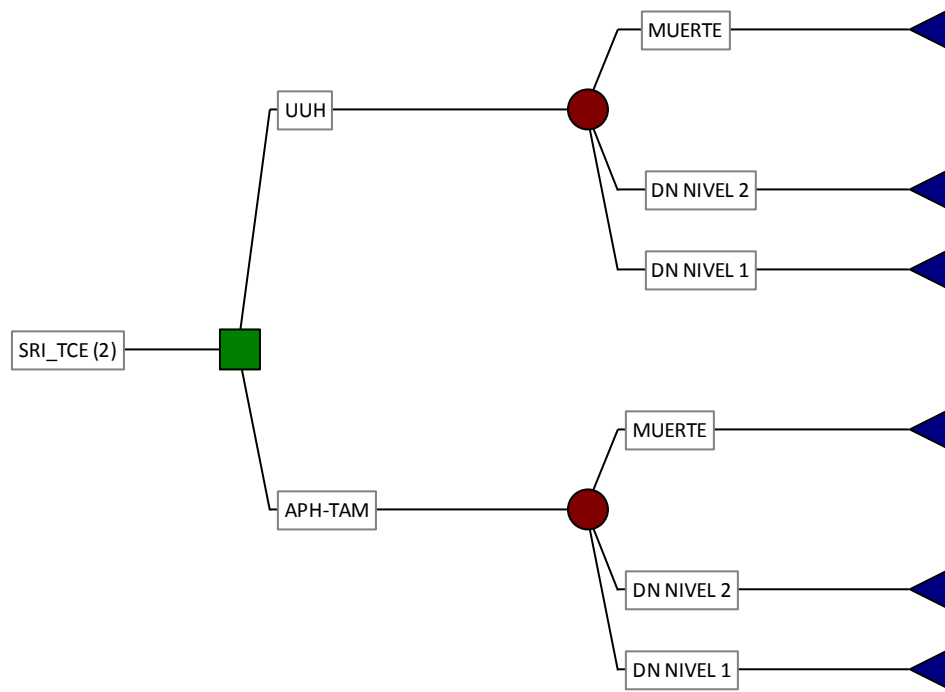 MUERTE
UUH
DN NIVEL 2
DN NIVEL 1
SRI_TCE (2)
MUERTE
APH-TAM
DN NIVEL 2
DN NIVEL 1